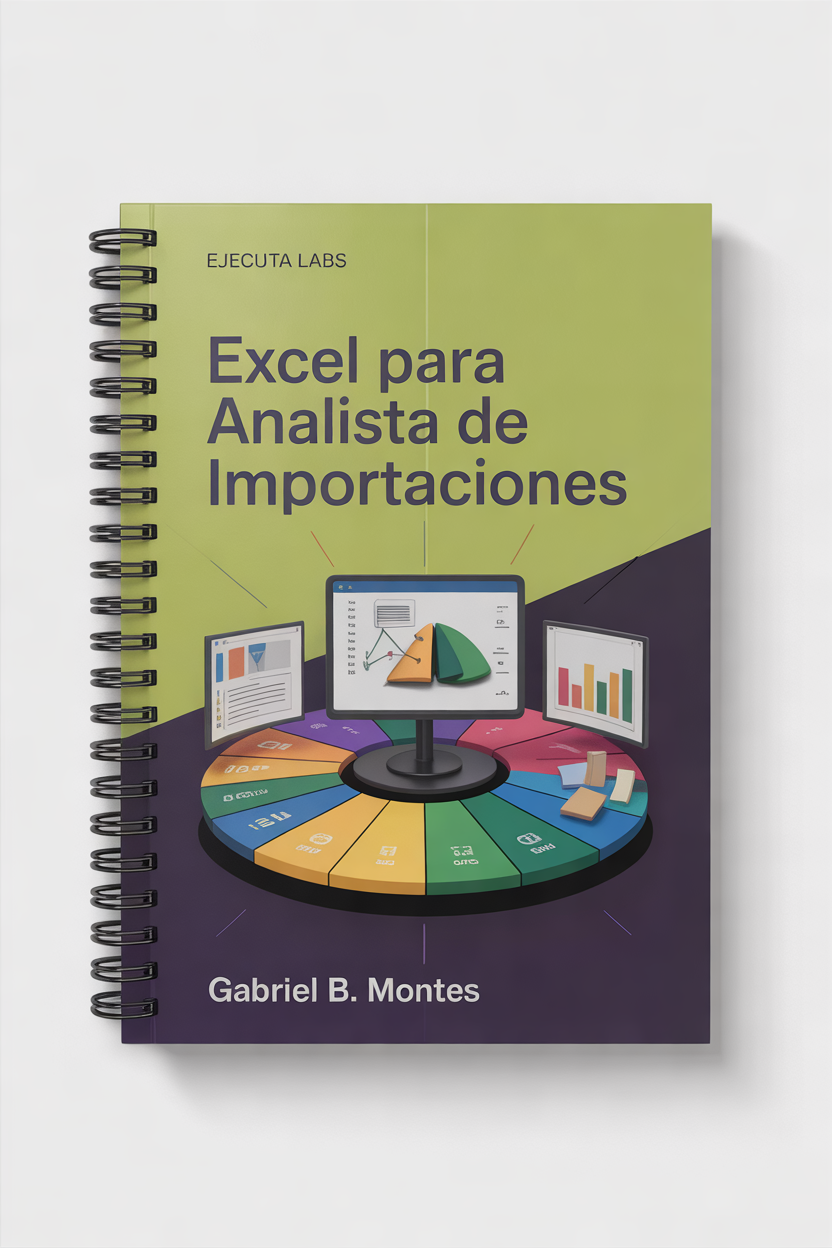 EJECUTA LABS
Excel para
Analista de
Importaciones
Gabriel B. Montes